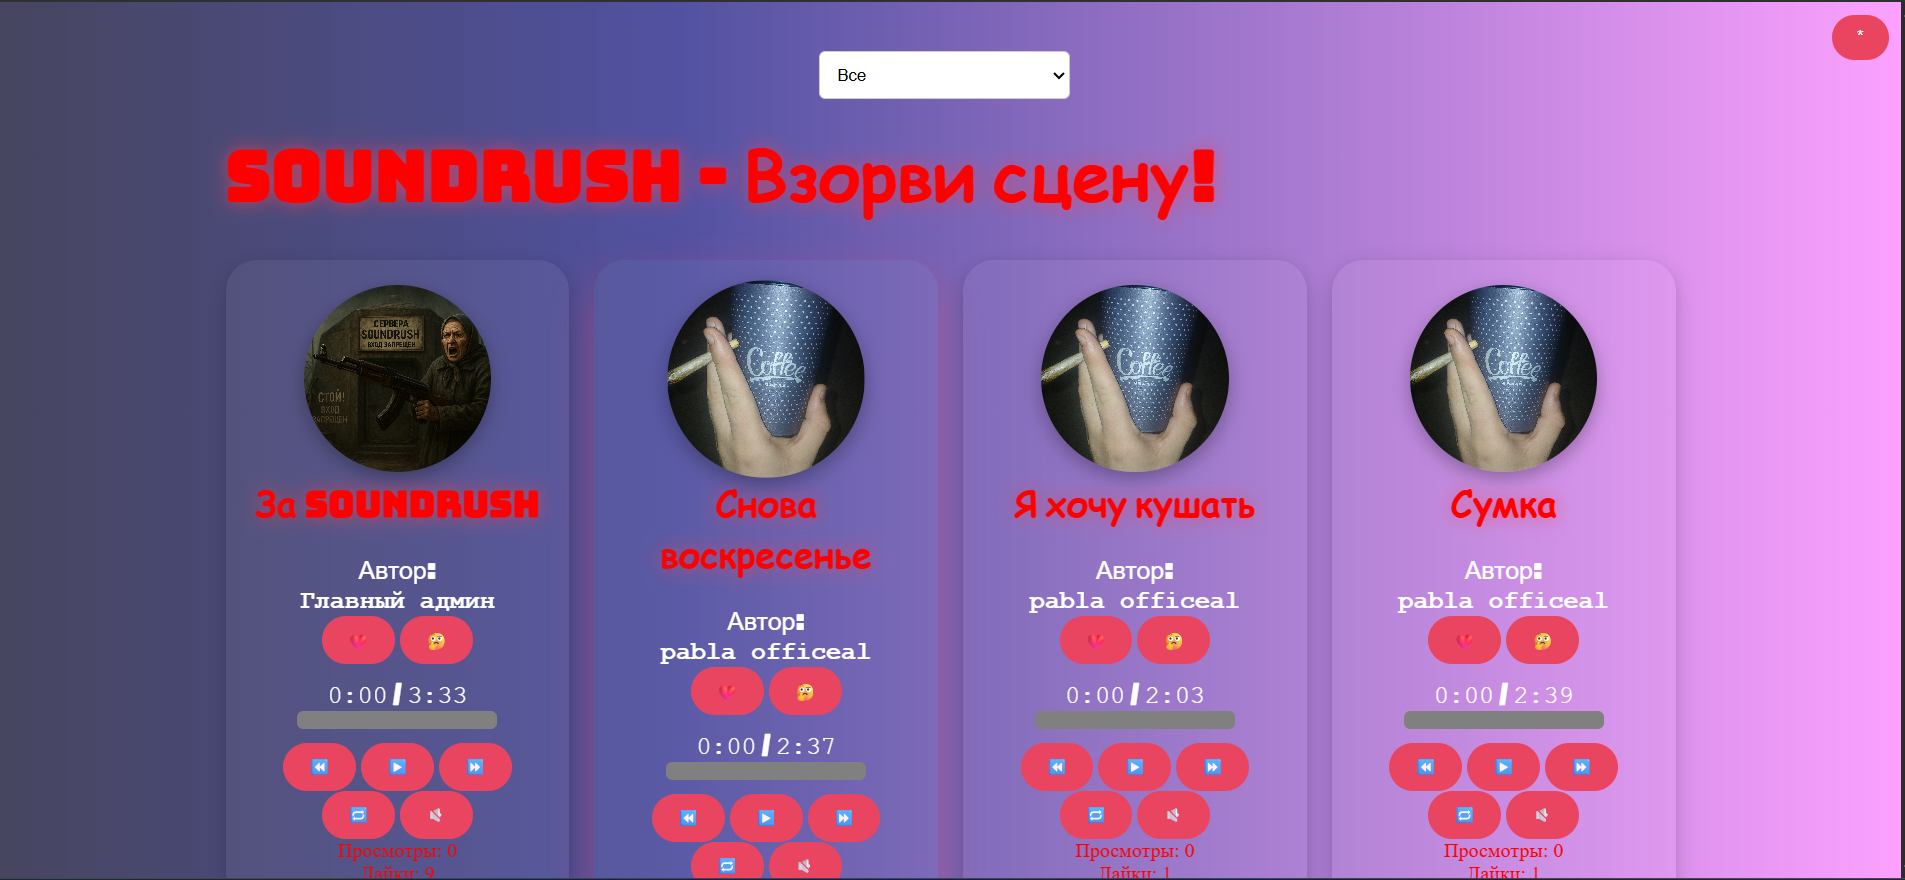 *
Все
SOUNDRUSH - Взорви сцену!
СЕРВЕРА
SOUNDRUSH
ВХОД ЗАПРЕЩЕН
СТОЙ!
ВХОД
ЗАПРЕЩЕН
За SOUNDRUSH
Автор:
Главный админ
0:00/3:33
Просмотры: 0
Лайки: 9
Coffee
Снова
воскресенье
Автор:
pabla officeal
0:00/2:37
Coffee
Я хочу кушать
Автор:
pabla officeal
0:00/2:03
Просмотры: 0
Лайки: 1
Coffee
Сумка
Автор:
pabla officeal
0:00/2:39
Просмотры: 0
Лайки: 1